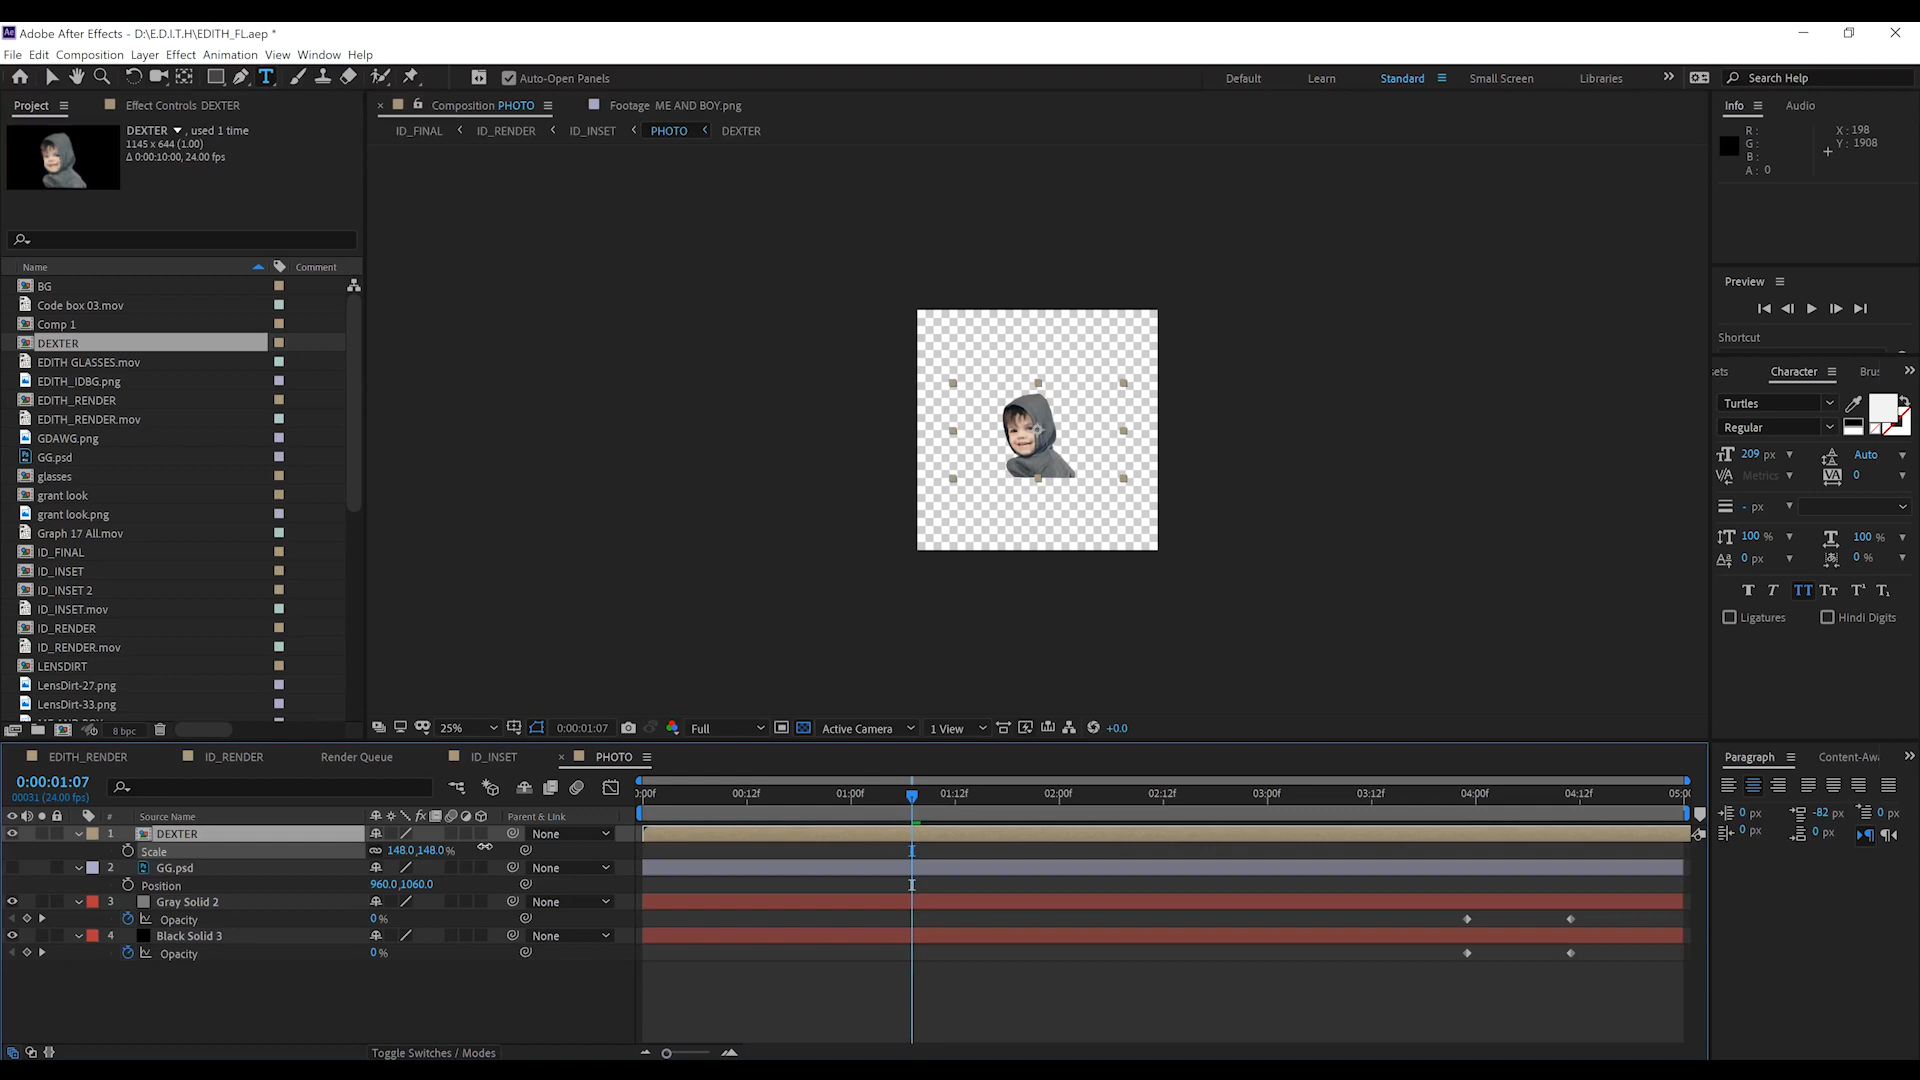 Adobe After Effects - D:\E.D.I.T.H\EDITH_FL.aep *
File Edit Composition Layer Effect Animation View Window Help
Auto-Open Panels
Default Learn Standard Small Screen Libraries Search Help
Project Effect Controls DEXTER
Composition PHOTO Footage ME AND BOY.png
Info Audio
ID_FINAL ID_RENDER ID_INSET PHOTO DEXTER
DEXTER , used 1 time
1145 x 644 (1.00)
Δ 0:00:10:00, 24.00 fps
R: X: 198
G: Y: 1908
B:
A: 0
Name Comment
BG
Code box 03.mov
Comp 1
DEXTER
EDITH GLASSES.mov
EDITH_IDBG.png
EDITH_RENDER
EDITH_RENDER.mov
GDAWG.png
GG.psd
glasses
grant look
grant look.png
Graph 17 All.mov
ID_FINAL
ID_INSET
ID_INSET 2
ID_INSET.mov
ID_RENDER
ID_RENDER.mov
LENSDIRT
LensDirt-27.png
LensDirt-33.png
8 bpc
25% 0:00:01:07 Full Active Camera 1 View +0.0
Preview
Shortcut
sets Character Bru
Turtles
Regular
209 px Auto
Metrics 0
- px
100 % 100 %
0 px 0 %
TT Tt T¹ T₁
Ligatures Hindi Digits
EDITH_RENDER ID_RENDER Render Queue ID_INSET PHOTO
Paragraph Content-Aw
0:00:01:07
00031 (24.00 fps)
:00f 00:12f 01:00f 01:12f 02:00f 02:12f 03:00f 03:12f 04:00f 04:12f 05:00
# Source Name fx Parent & Link
1 DEXTER None
Scale 148.0,148.0%
2 GG.psd None
Position 960.0,1060.0
3 Gray Solid 2 None
Opacity 0%
4 Black Solid 3 None
Opacity 0%
Toggle Switches / Modes
0 px -82 px 0 px
0 px 0 px